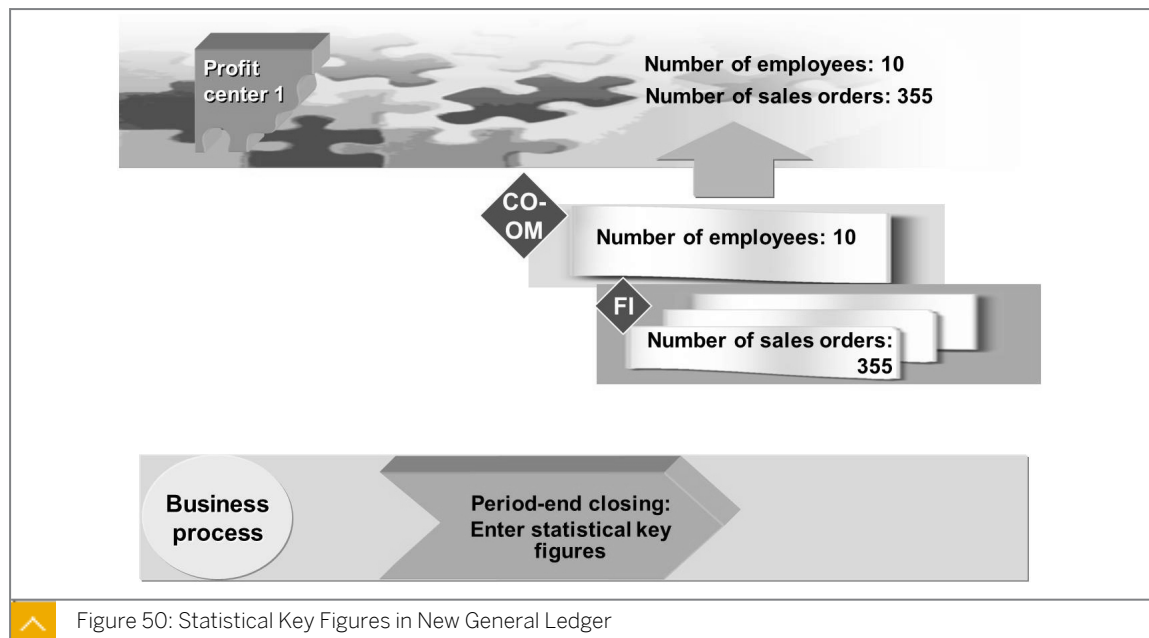 Profit
center 1
Number of employees: 10
Number of sales orders: 355
CO-
OM
Number of employees: 10
FI
Number of sales orders:
355
Business
process
Period-end closing:
Enter statistical key
figures
Figure 50: Statistical Key Figures in New General Ledger